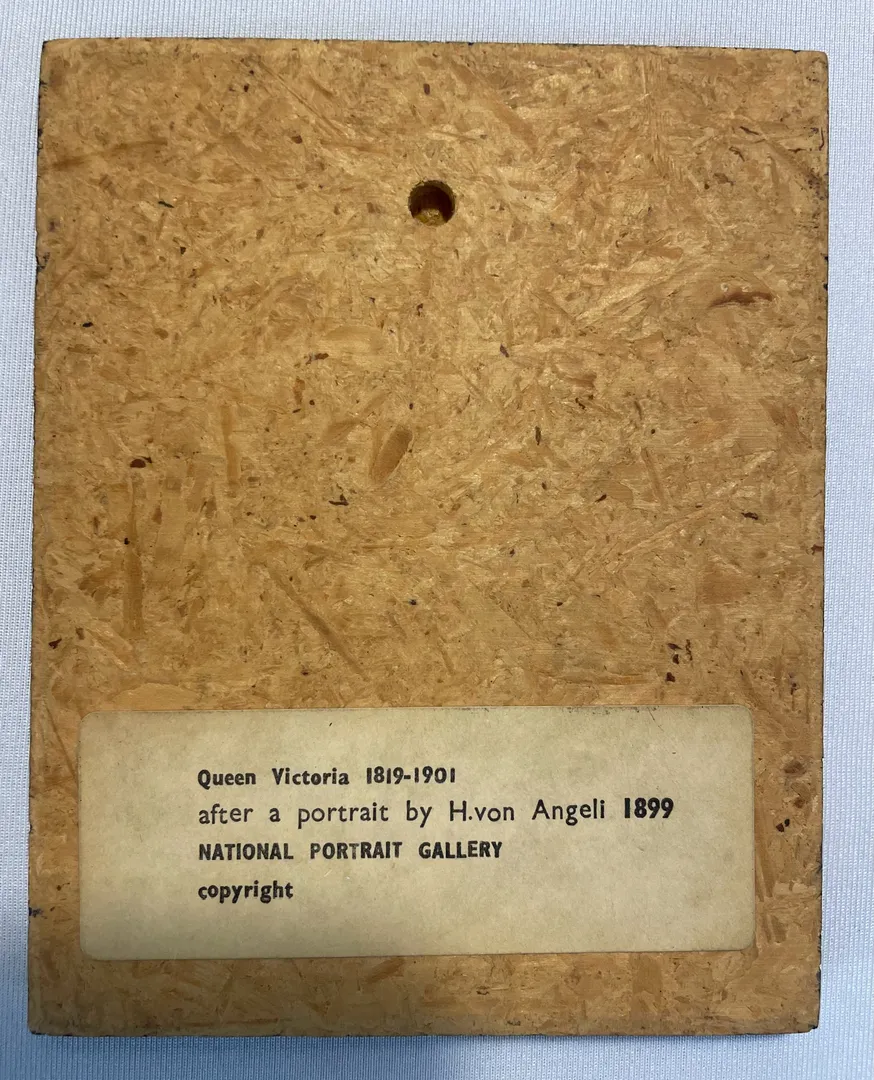 Queen Victoria 1819-1901
after a portrait by H.von Angeli 1899
NATIONAL PORTRAIT GALLERY
copyright